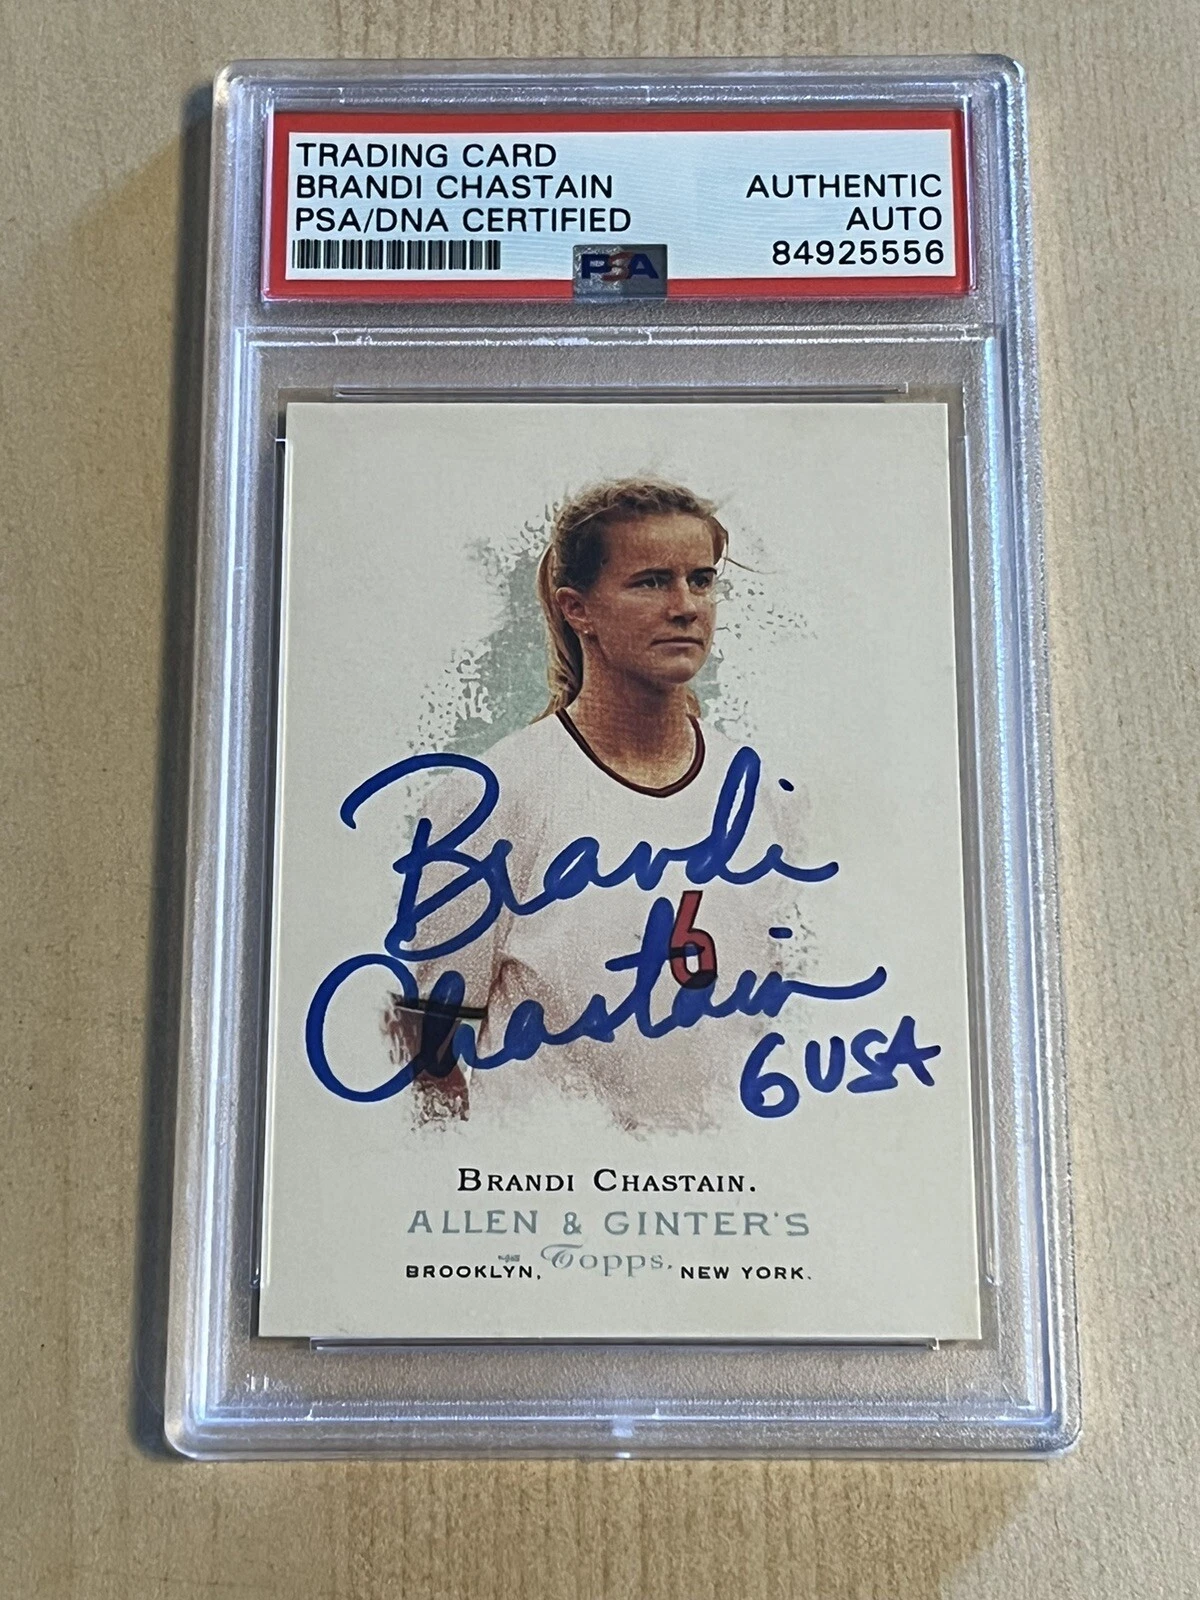 TRADING CARD
BRANDI CHASTAIN AUTHENTIC
PSA/DNA CERTIFIED AUTO
PSA 84925556
6
Brandi
Chastain
6 USA
BRANDI CHASTAIN.
ALLEN & GINTER'S
Topps.
BROOKLYN, NEW YORK.